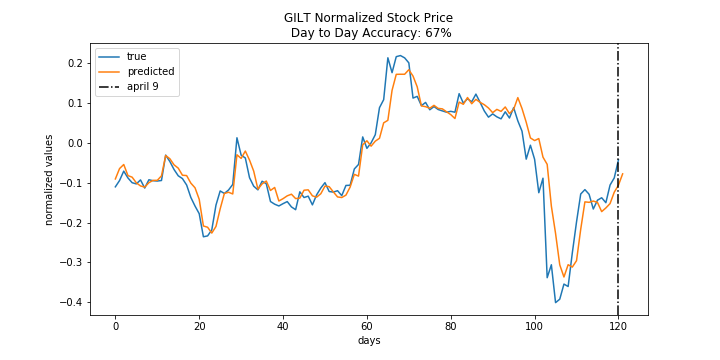 GILT Normalized Stock Price
Day to Day Accuracy: 67%
true
predicted
april 9
normalized values
0.2
0.1
0.0
−0.1
−0.2
−0.3
−0.4
0
20
40
60
80
100
120
days